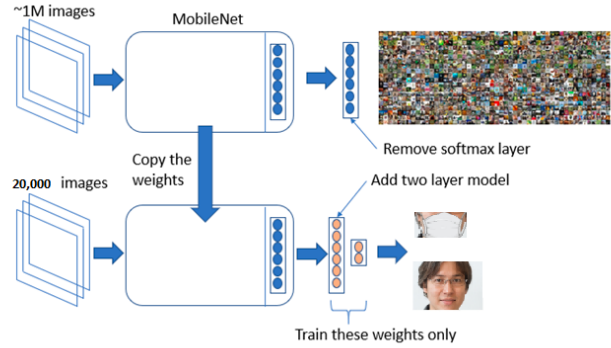 ~1M images
MobileNet
Remove softmax layer
Copy the
weights
20,000 images
Add two layer model
Train these weights only